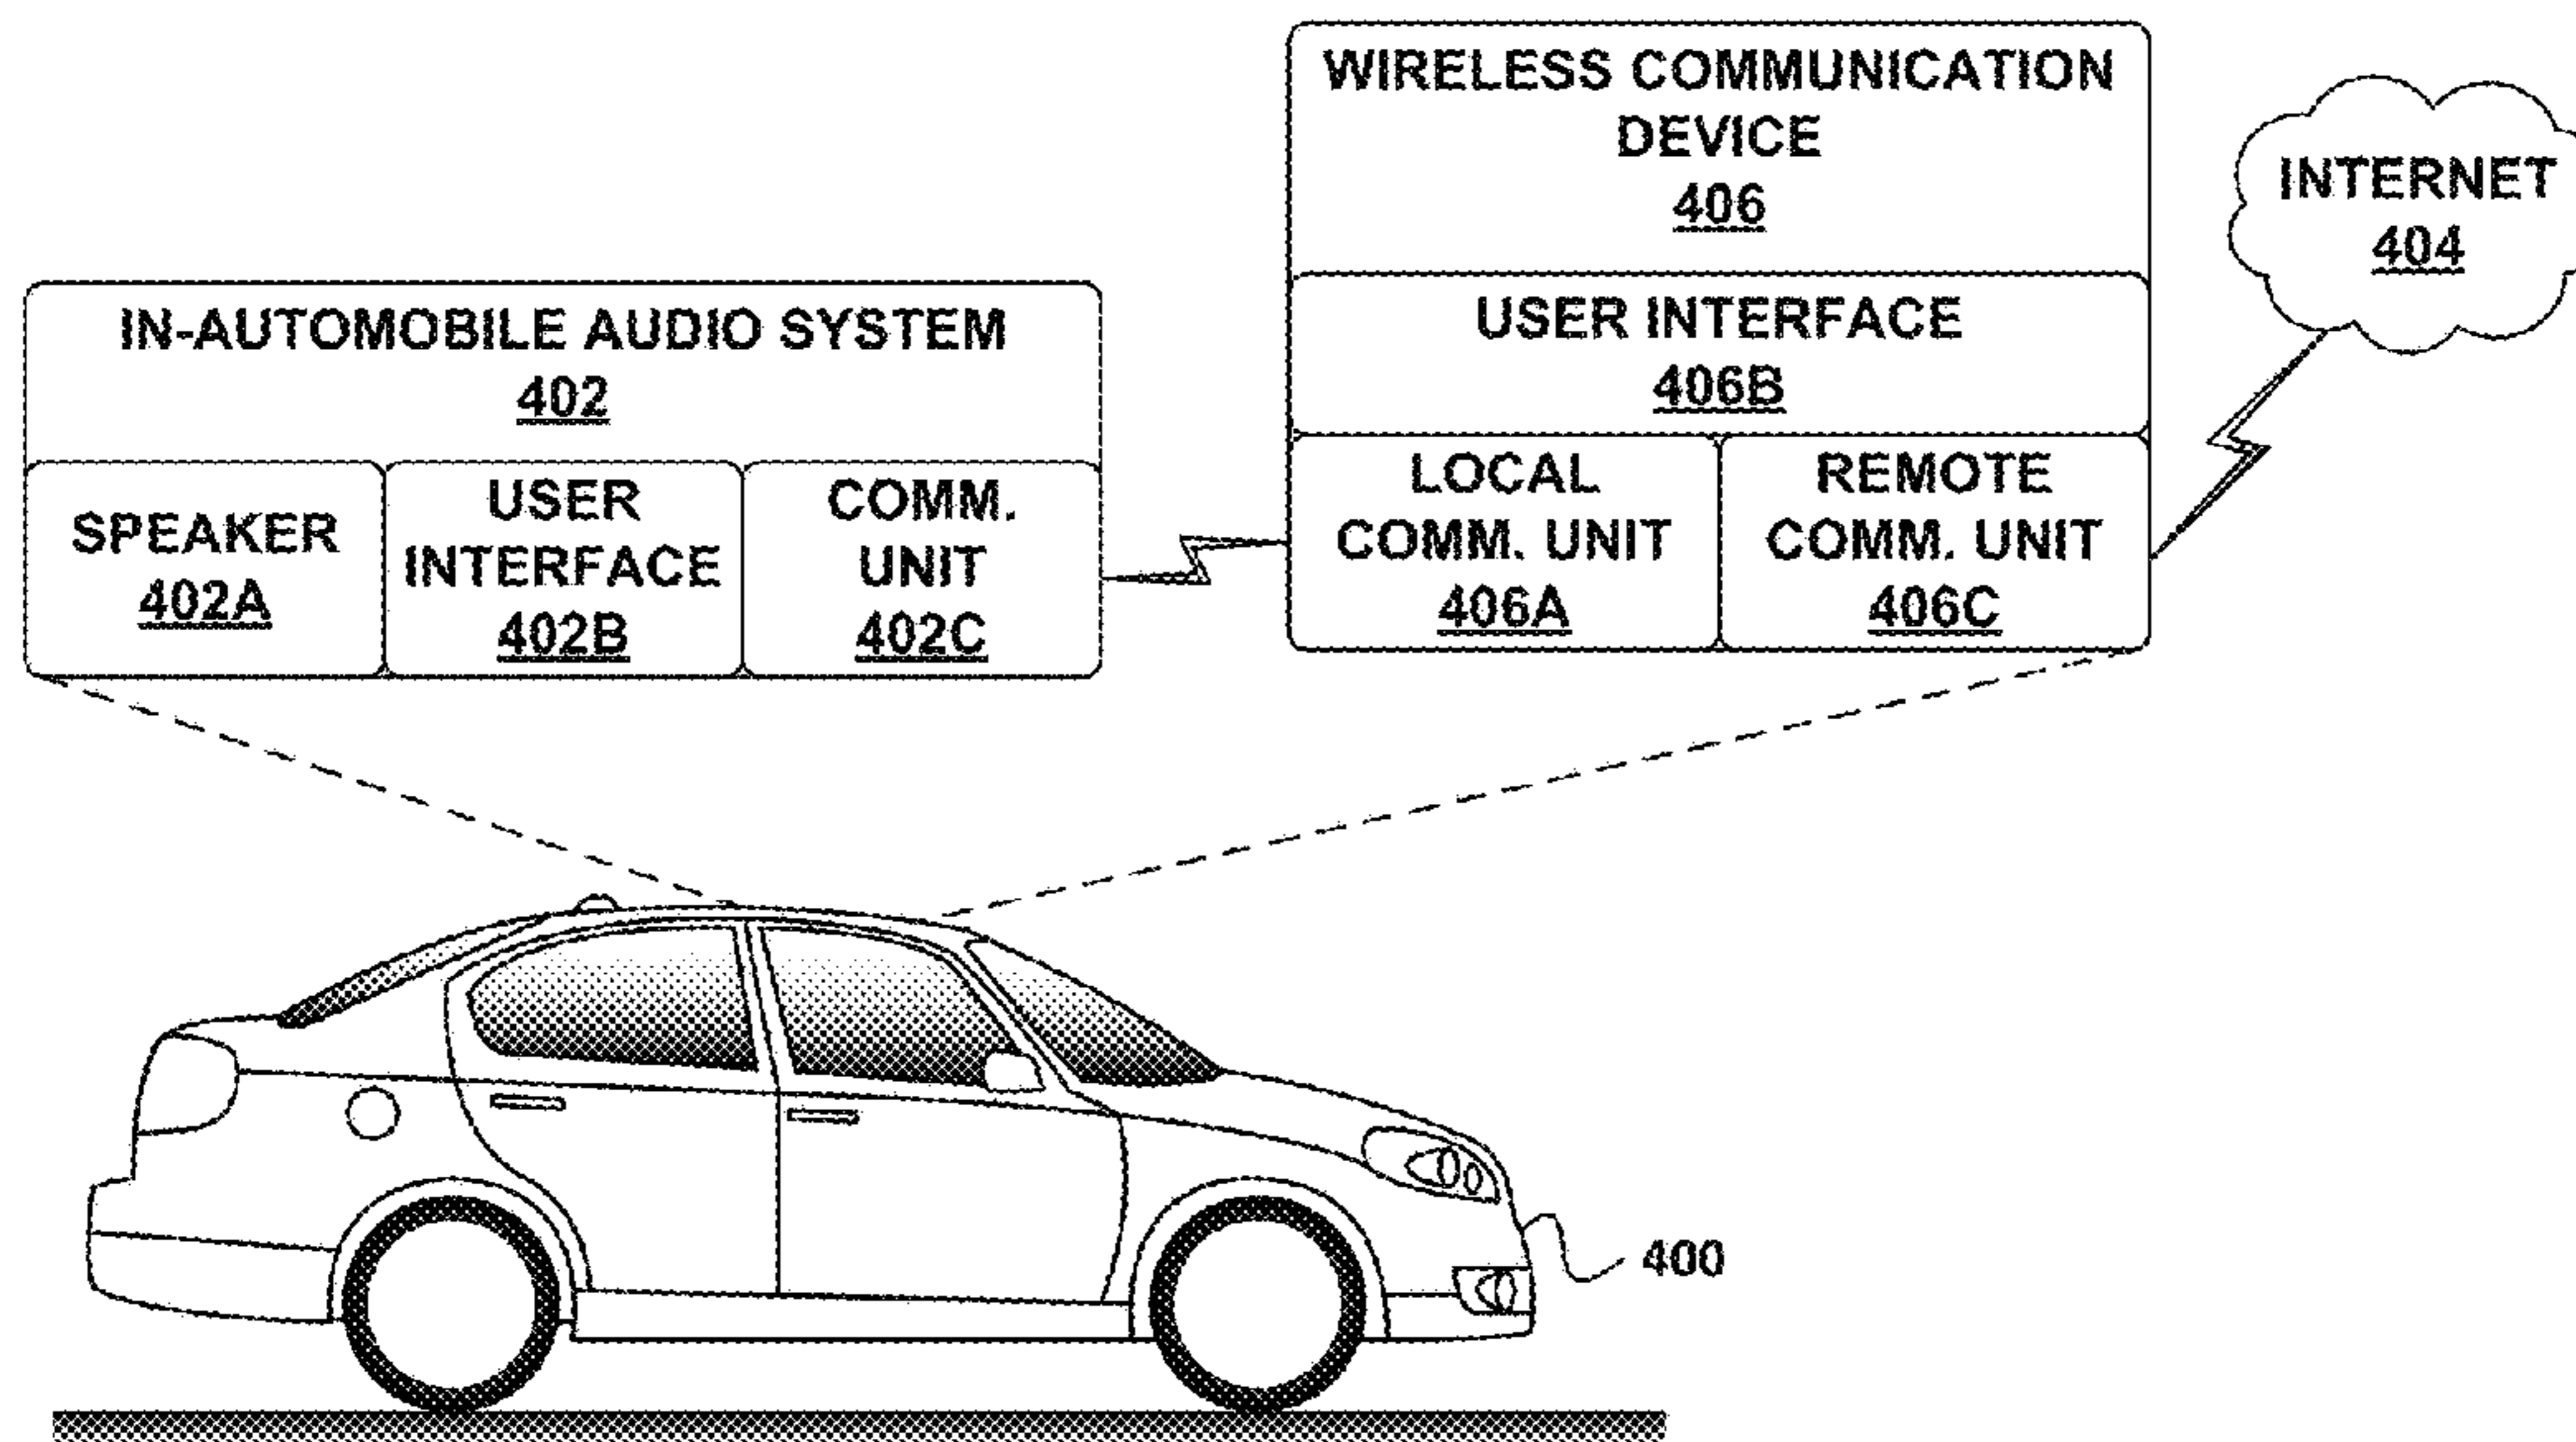 WIRELESS COMMUNICATION
DEVICE
406
INTERNET
404
USER INTERFACE
406B
IN-AUTOMOBILE AUDIO SYSTEM
402
LOCAL
COMM. UNIT
406A
REMOTE
COMM. UNIT
406C
SPEAKER
402A
USER
INTERFACE
402B
COMM.
UNIT
402C
400